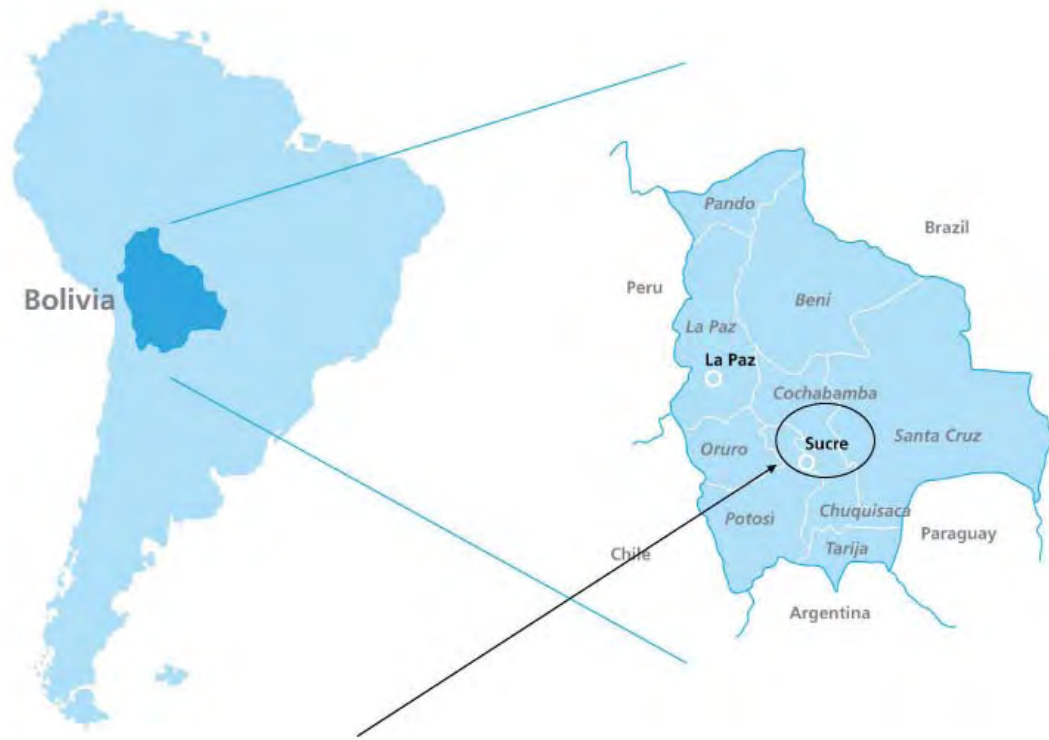 Bolivia
Pando
Brazil
Peru
Beni
La Paz
La Paz
Cochabamba
Sucre
Santa Cruz
Oruro
Potosì
Chuquisaca
Paraguay
Chile
Tarija
Argentina